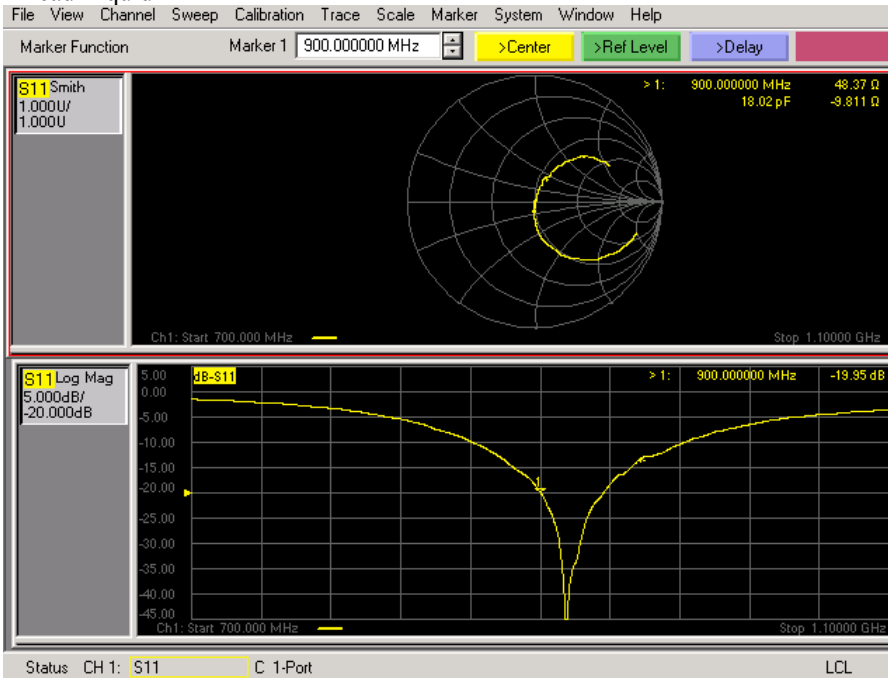 File View Channel Sweep Calibration Trace Scale Marker System Window Help
Marker Function Marker 1 900.000000 MHz >Center >Ref Level >Delay
S11 Smith
1.000U/
1.000U
> 1: 900.000000 MHz 48.37 Ω
18.02 pF -9.811 Ω
Ch1: Start 700.000 MHz Stop 1.10000 GHz
S11 Log Mag
5.000dB/
-20.000dB
dB-S11
> 1: 900.000000 MHz -19.95 dB
5.00
0.00
-5.00
-10.00
-15.00
-20.00
-25.00
-30.00
-35.00
-40.00
-45.00
1
Ch1: Start 700.000 MHz Stop 1.10000 GHz
Status CH 1: S11 C 1-Port LCL